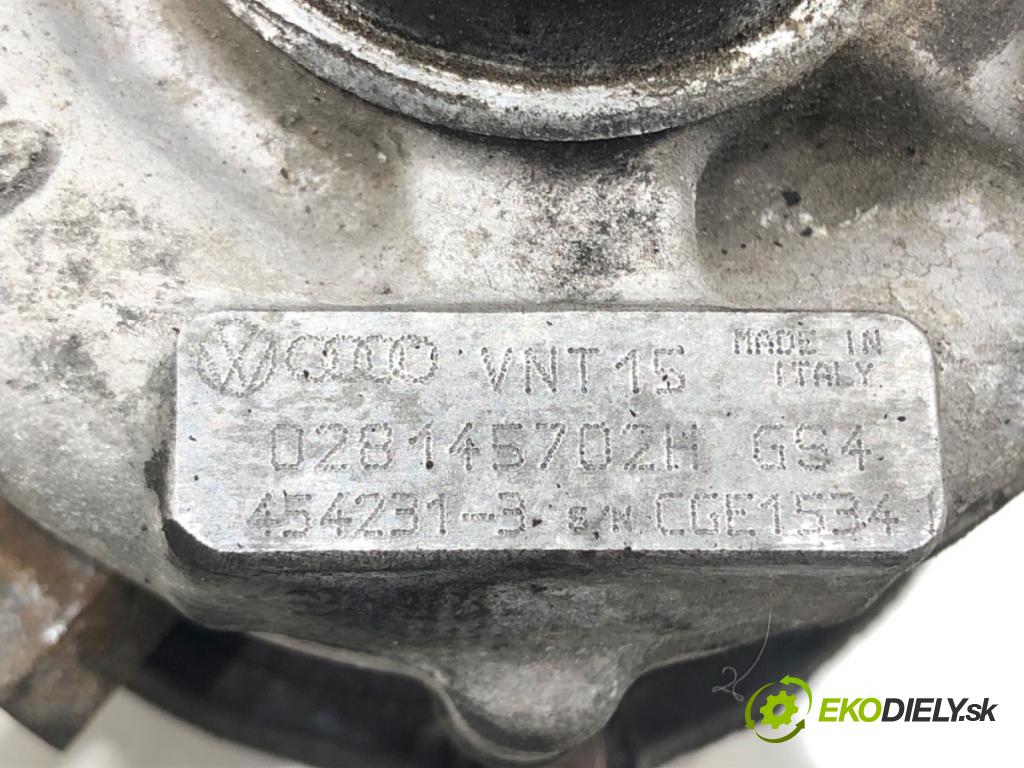 VNT15 MADE IN ITALY
028145702H GS4
454231-3 S/N CGE1534
EKODIELY.sk